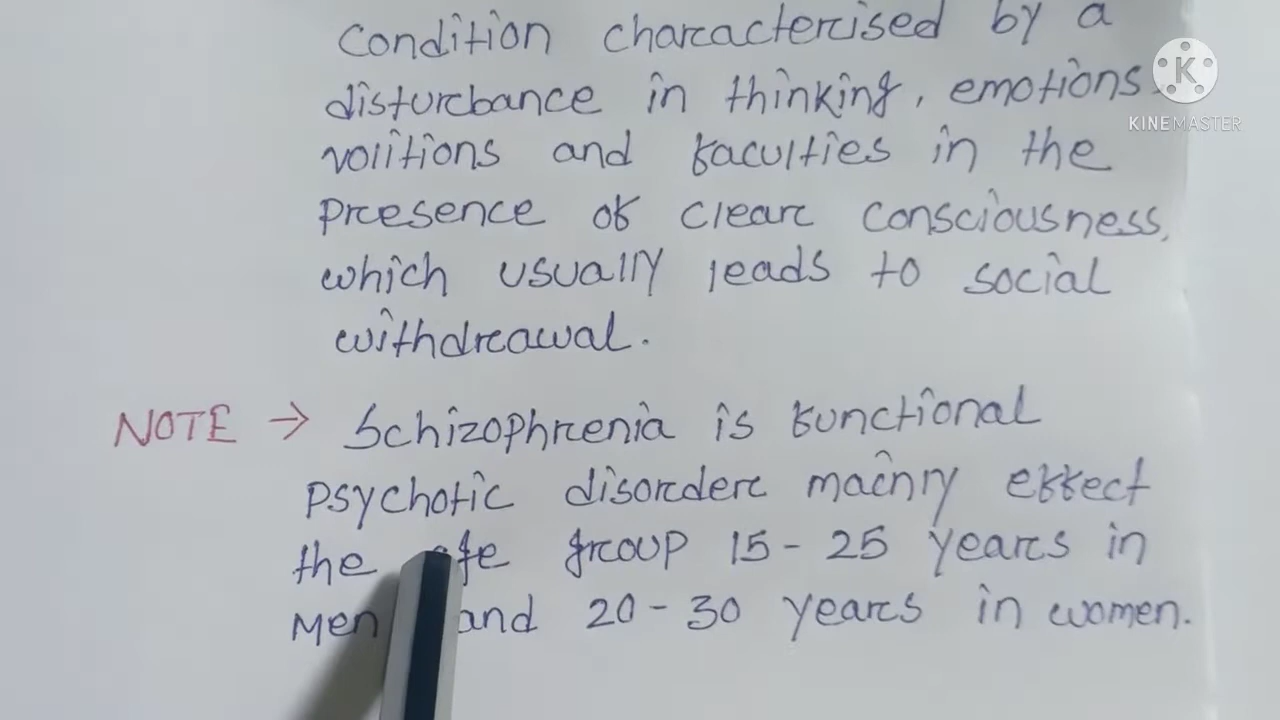 condition characterised by a
disturbance in thinking, emotions
volitions and faculties in the
presence of clear consciousness,
which usually leads to social
withdrawal.
NOTE → Schizophrenia is functional
psychotic disorder mainly effect
the age group 15-25 years in
Men and 20-30 years in women.
K
KINEMASTER